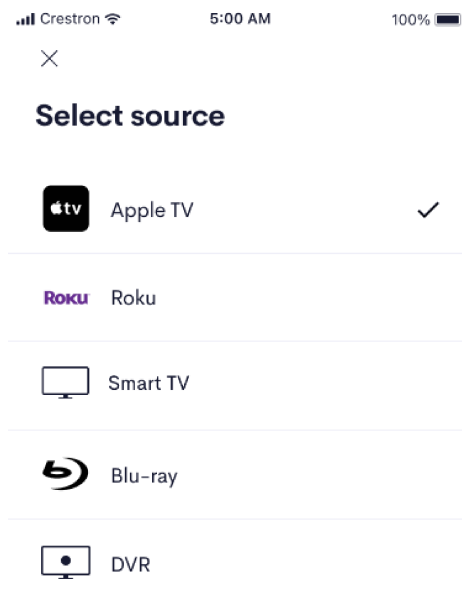 Crestron 5:00 AM 100%
Select source
tv Apple TV
ROKU Roku
Smart TV
Blu-ray
DVR